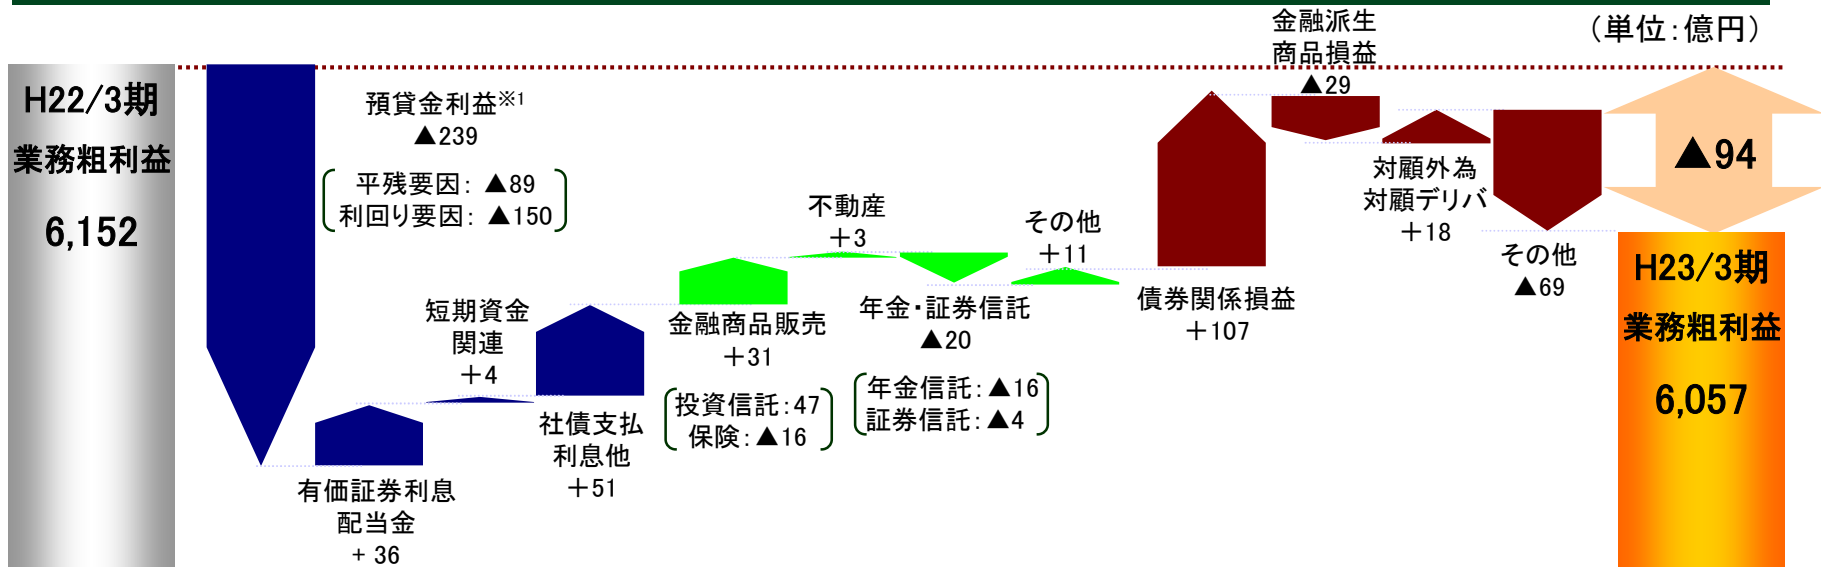 （単位：億円）
H22/3期
業務粗利益
6,152
預貸金利益※1
▲239
平残要因：▲89
利回り要因：▲150
有価証券利息
配当金
+ 36
短期資金
関連
＋4
社債支払
利息他
＋51
金融商品販売
＋31
投資信託：47
保険：▲16
不動産
＋3
年金・証券信託
▲20
年金信託：▲16
証券信託：▲4
その他
＋11
債券関係損益
＋107
金融派生
商品損益
▲29
対顧外為
対顧デリバ
＋18
その他
▲69
▲94
H23/3期
業務粗利益
6,057